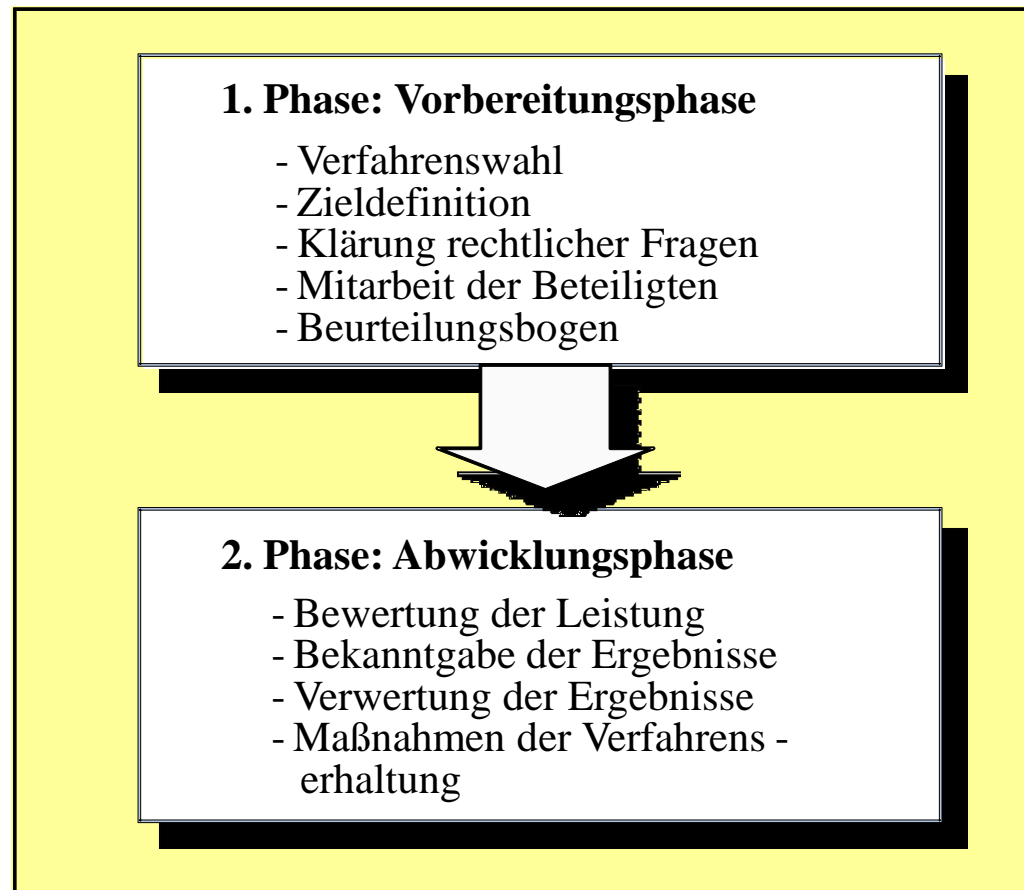 1. Phase: Vorbereitungsphase
- Verfahrenswahl
- Zieldefinition
- Klärung rechtlicher Fragen
- Mitarbeit der Beteiligten
- Beurteilungsbogen
2. Phase: Abwicklungsphase
- Bewertung der Leistung
- Bekanntgabe der Ergebnisse
- Verwertung der Ergebnisse
- Maßnahmen der Verfahrens -
erhaltung